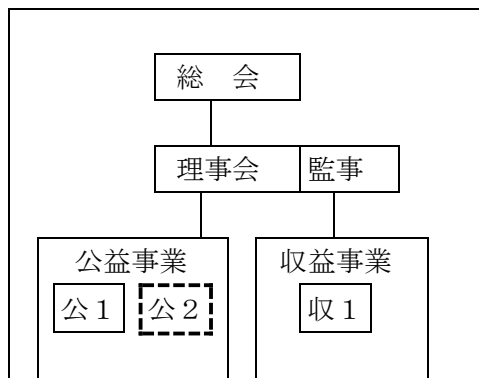 総　会
理事会 監事
公益事業 収益事業
公１ 公２ 収１